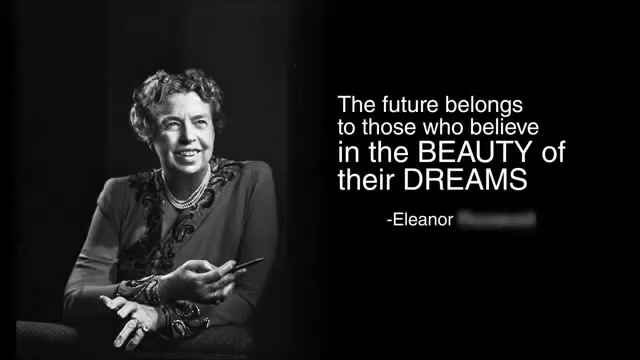 The future belongs
to those who believe
in the BEAUTY of
their DREAMS
-Eleanor